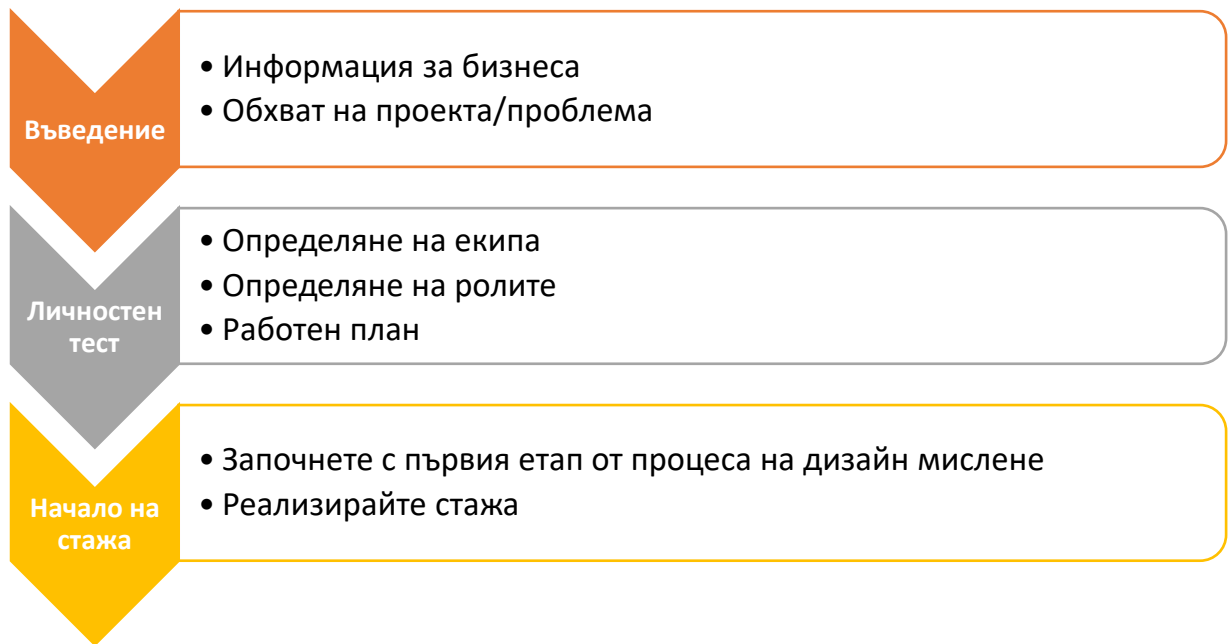 Въведение
• Информация за бизнеса
• Обхват на проекта/проблема
Личностен
тест
• Определяне на екипа
• Определяне на ролите
• Работен план
Начало на
стажа
• Започнете с първия етап от процеса на дизайн мислене
• Реализирайте стажа